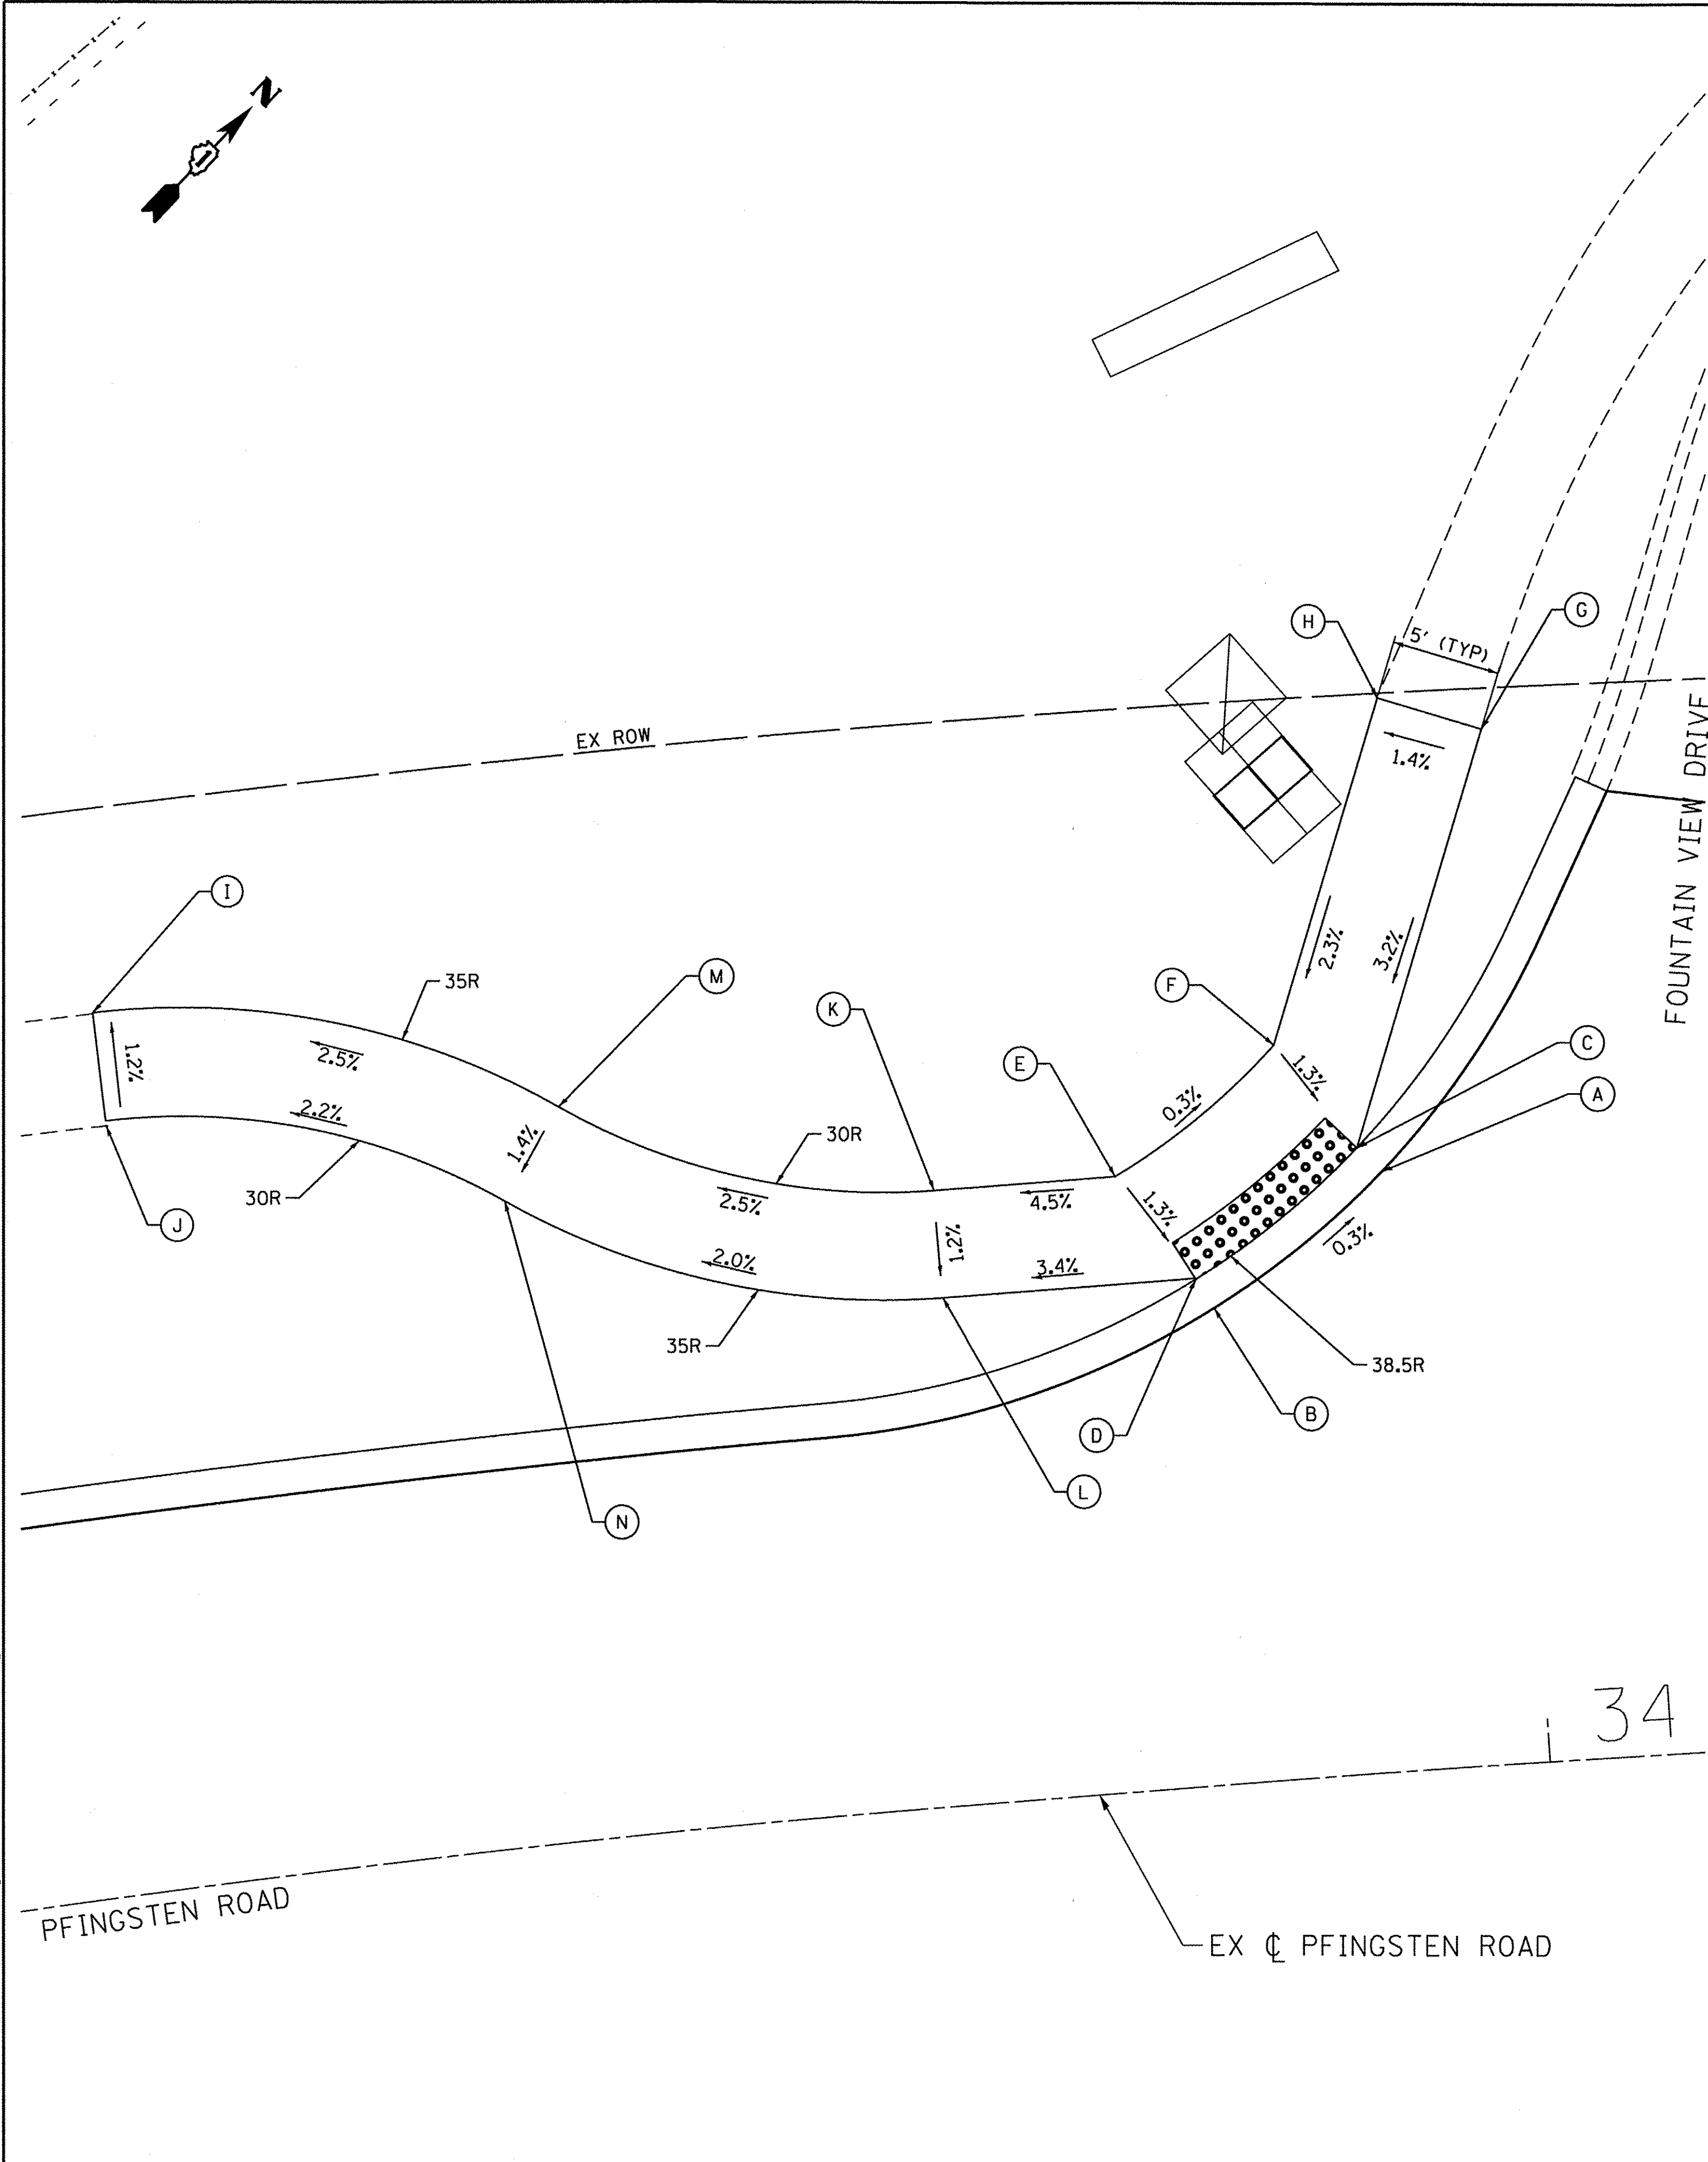 N
1
H
5' (TYP)
G
EX ROW
1.4%
FOUNTAIN VIEW DRIVE
I
2.3%
3.2%
35R
M
F
K
C
1.2%
2.5%
E
1.3%
A
2.2%
0.3%
1.4%
30R
30R
2.5%
4.5%
1.3%
J
1.2%
0.3%
2.0%
3.4%
35R
38.5R
B
D
L
N
34
PFINGSTEN ROAD
EX ℄ PFINGSTEN ROAD